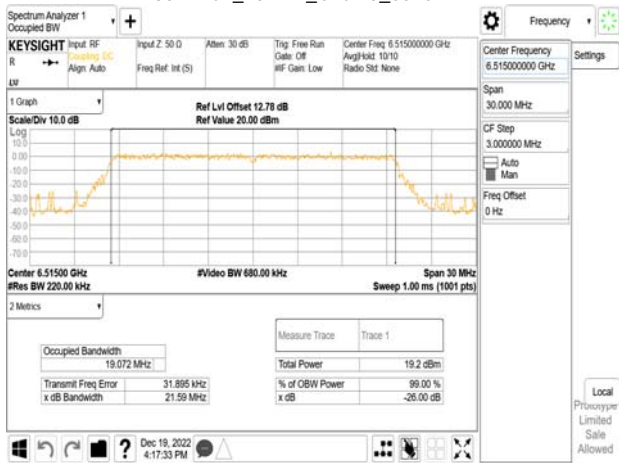 Spectrum Analyzer 1
Occupied BW
Frequency
KEYSIGHT
R
Input: RF
Coupling: DC
Align: Auto
Input Z: 50 Ω
Freq Ref: Int (S)
Atten: 30 dB
Trig: Free Run
Gate: Off
#IF Gain: Low
Center Freq: 6.515000000 GHz
Avg|Hold: 10/10
Radio Std: None
Center Frequency
6.515000000 GHz
Settings
Span
30.000 MHz
CF Step
3.000000 MHz
Auto
Man
Freq Offset
0 Hz
1 Graph
Scale/Div 10.0 dB
Ref Lvl Offset 12.78 dB
Ref Value 20.00 dBm
Log
10.0
0.00
-10.0
-20.0
-30.0
-40.0
-50.0
-60.0
-70.0
Center 6.51500 GHz
#Video BW 680.00 kHz
Span 30 MHz
#Res BW 220.00 kHz
Sweep 1.00 ms (1001 pts)
2 Metrics
Measure Trace
Trace 1
Occupied Bandwidth
19.072 MHz
Total Power
19.2 dBm
Transmit Freq Error
31.895 kHz
% of OBW Power
99.00 %
x dB Bandwidth
21.59 MHz
x dB
-26.00 dB
Local
Prototype
Limited
Sale
Allowed
?
Dec 19, 2022
4:17:33 PM